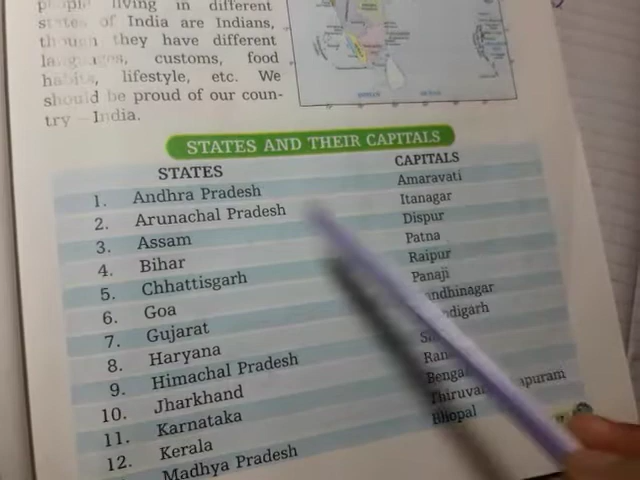 living in different
states of India are Indians,
though they have different
languages, customs, food
habits, lifestyle, etc. We
should be proud of our coun-
try – India.
STATES AND THEIR CAPITALS
STATES CAPITALS
1. Andhra Pradesh Amaravati
2. Arunachal Pradesh Itanagar
3. Assam Dispur
4. Bihar Patna
5. Chhattisgarh Raipur
6. Goa Panaji
7. Gujarat
8. Haryana
9. Himachal Pradesh
10. Jharkhand
11. Karnataka
12. Kerala
Madhya Pradesh Bhopal